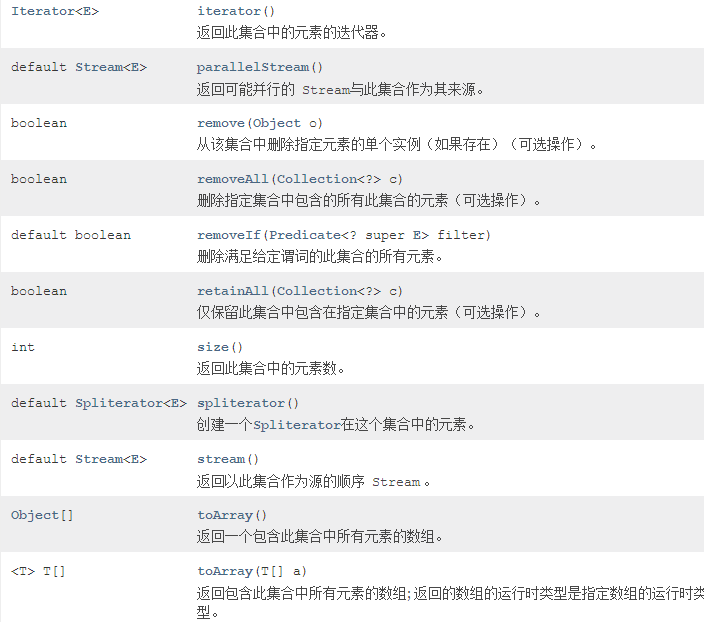 Iterator<E> iterator()
返回此集合中的元素的迭代器。
default Stream<E> parallelStream()
返回可能并行的 Stream与此集合作为其来源。
boolean remove(Object o)
从该集合中删除指定元素的单个实例（如果存在）（可选操作）。
boolean removeAll(Collection<?> c)
删除指定集合中包含的所有此集合的元素（可选操作）。
default boolean removeIf(Predicate<? super E> filter)
删除满足给定谓词的此集合的所有元素。
boolean retainAll(Collection<?> c)
仅保留此集合中包含在指定集合中的元素（可选操作）。
int size()
返回此集合中的元素数。
default Spliterator<E> spliterator()
创建一个Spliterator在这个集合中的元素。
default Stream<E> stream()
返回以此集合作为源的顺序 Stream 。
Object[] toArray()
返回一个包含此集合中所有元素的数组。
<T> T[] toArray(T[] a)
返回包含此集合中所有元素的数组; 返回的数组的运行时类型是指定数组的运行时类
型。